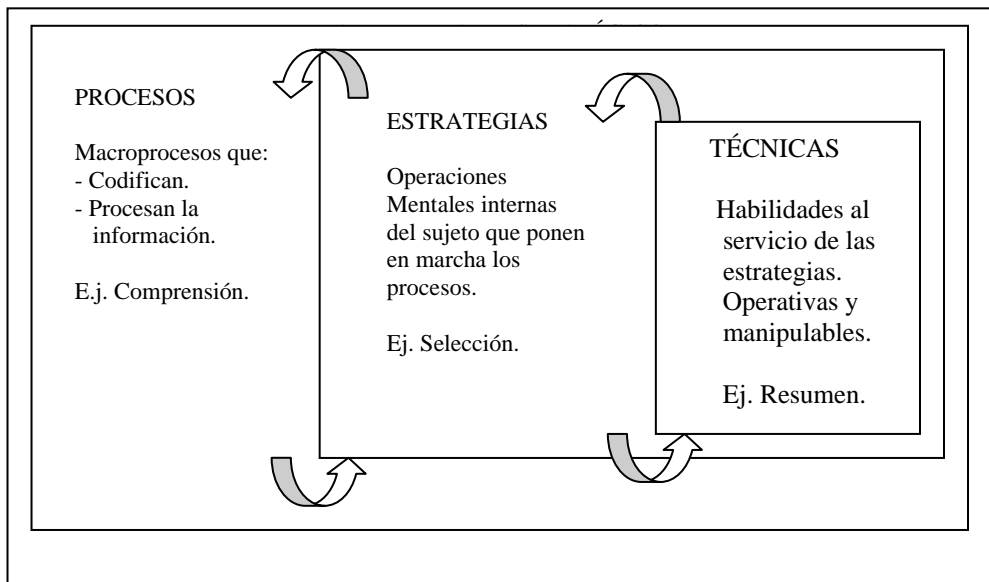 PROCESOS
Macroprocesos que:
- Codifican.
- Procesan la
información.
E.j. Comprensión.
ESTRATEGIAS
Operaciones
Mentales internas
del sujeto que ponen
en marcha los
procesos.
Ej. Selección.
TÉCNICAS
Habilidades al
servicio de las
estrategias.
Operativas y
manipulables.
Ej. Resumen.